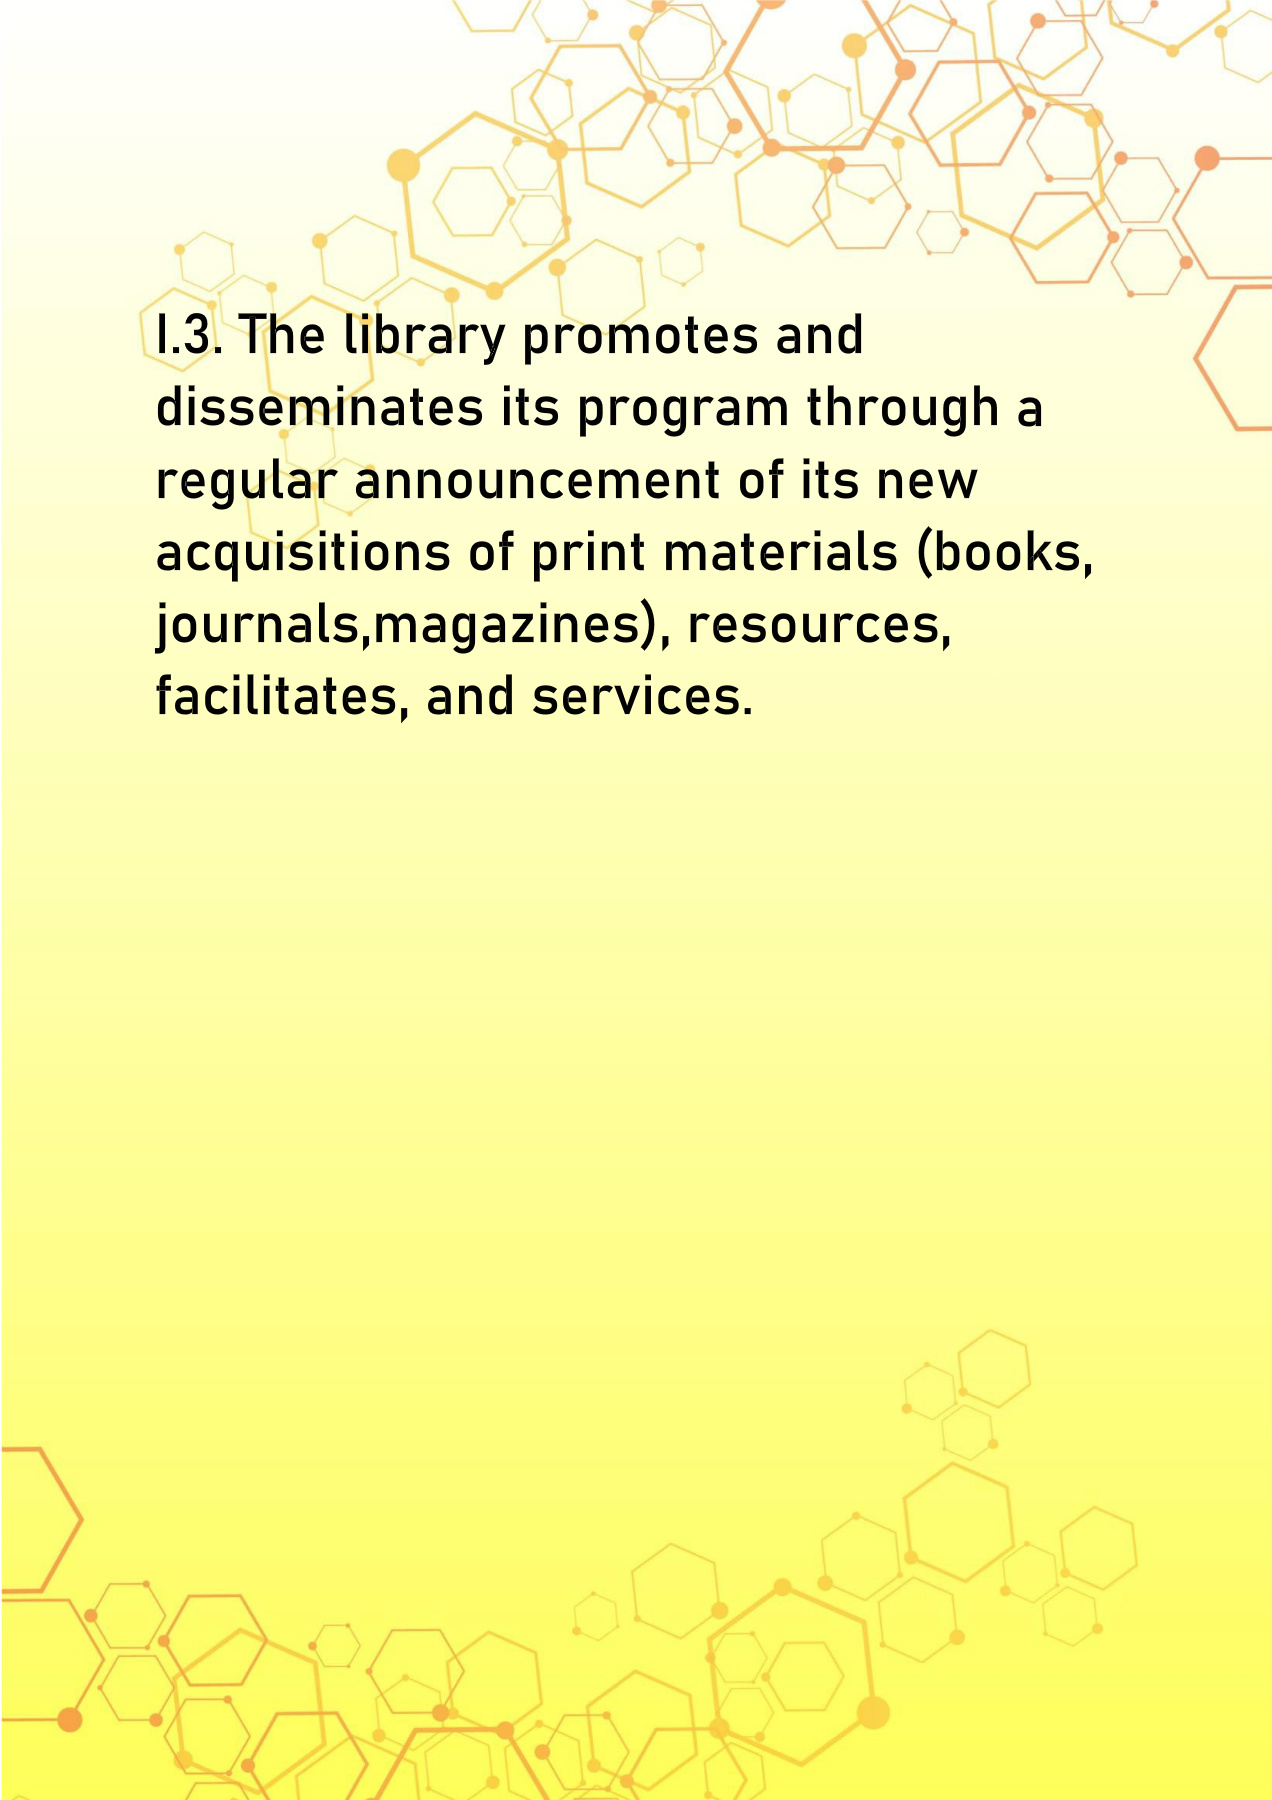 I.3. The library promotes and
disseminates its program through a
regular announcement of its new
acquisitions of print materials (books,
journals,magazines), resources,
facilitates, and services.